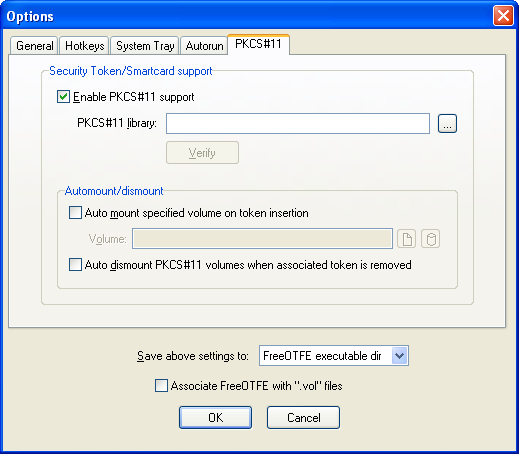 Options
General Hotkeys System Tray Autorun PKCS#11
Security Token/Smartcard support
Enable PKCS#11 support
PKCS#11 library: ...
Verify
Automount/dismount
Auto mount specified volume on token insertion
Volume:
Auto dismount PKCS#11 volumes when associated token is removed
Save above settings to: FreeOTFE executable dir
Associate FreeOTFE with ".vol" files
OK Cancel